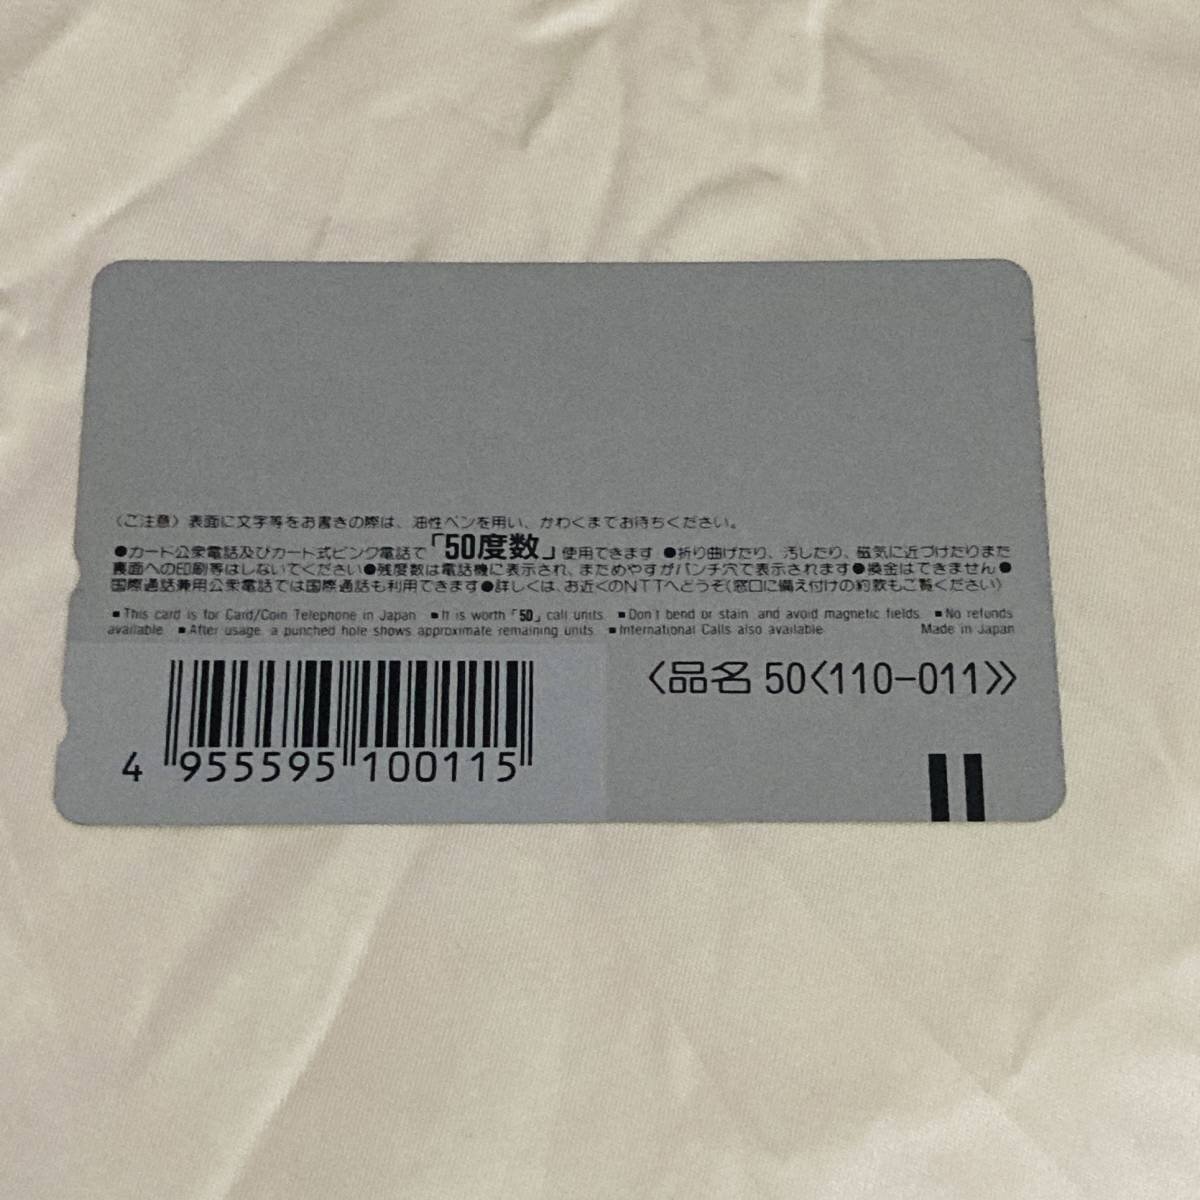 〈ご注意〉表面に文字等をお書きの際は、油性ペンを用い、かわくまでお待ちください。
●カード公衆電話及びカード式ピンク電話で「50度数」使用できます ●折り曲げたり、汚したり、磁気に近づけたりまた
裏面への印刷等はしないでください●残度数は電話機に表示され、まためやすがパンチ穴で表示されます●換金はできません●
国際通話兼用公衆電話では国際通話も利用できます●詳しくは、お近くのNTTへどうぞ(窓口に備え付けの約款もご覧ください)
■This card is for Card/Coin Telephone in Japan ■It is worth「50」call units. ■Don't bend or stain, and avoid magnetic fields. ■No refunds
available. ■After usage, a punched hole shows approximate remaining units. ■International Calls also available. Made in Japan
〈品名 50〈110-011〉〉
4 955595 100115